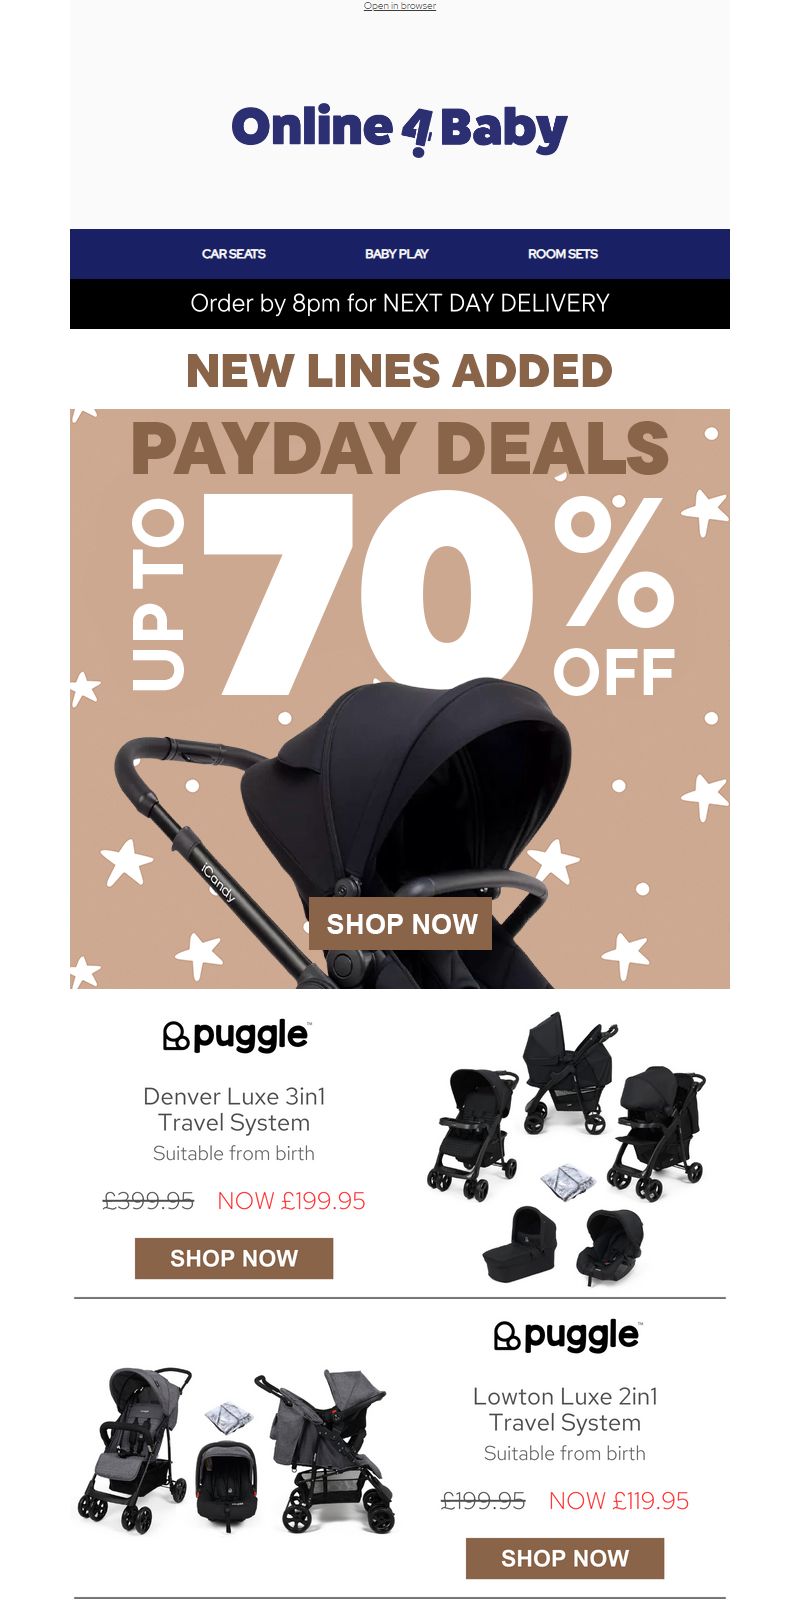 Open in browser
Online 4 Baby
CAR SEATS
BABY PLAY
ROOM SETS
Order by 8pm for NEXT DAY DELIVERY
NEW LINES ADDED
PAYDAY DEALS
UP TO
70%
OFF
iCandy
SHOP NOW
puggle™
Denver Luxe 3in1
Travel System
Suitable from birth
£399.95 NOW £199.95
SHOP NOW
puggle™
Lowton Luxe 2in1
Travel System
Suitable from birth
£199.95 NOW £119.95
SHOP NOW